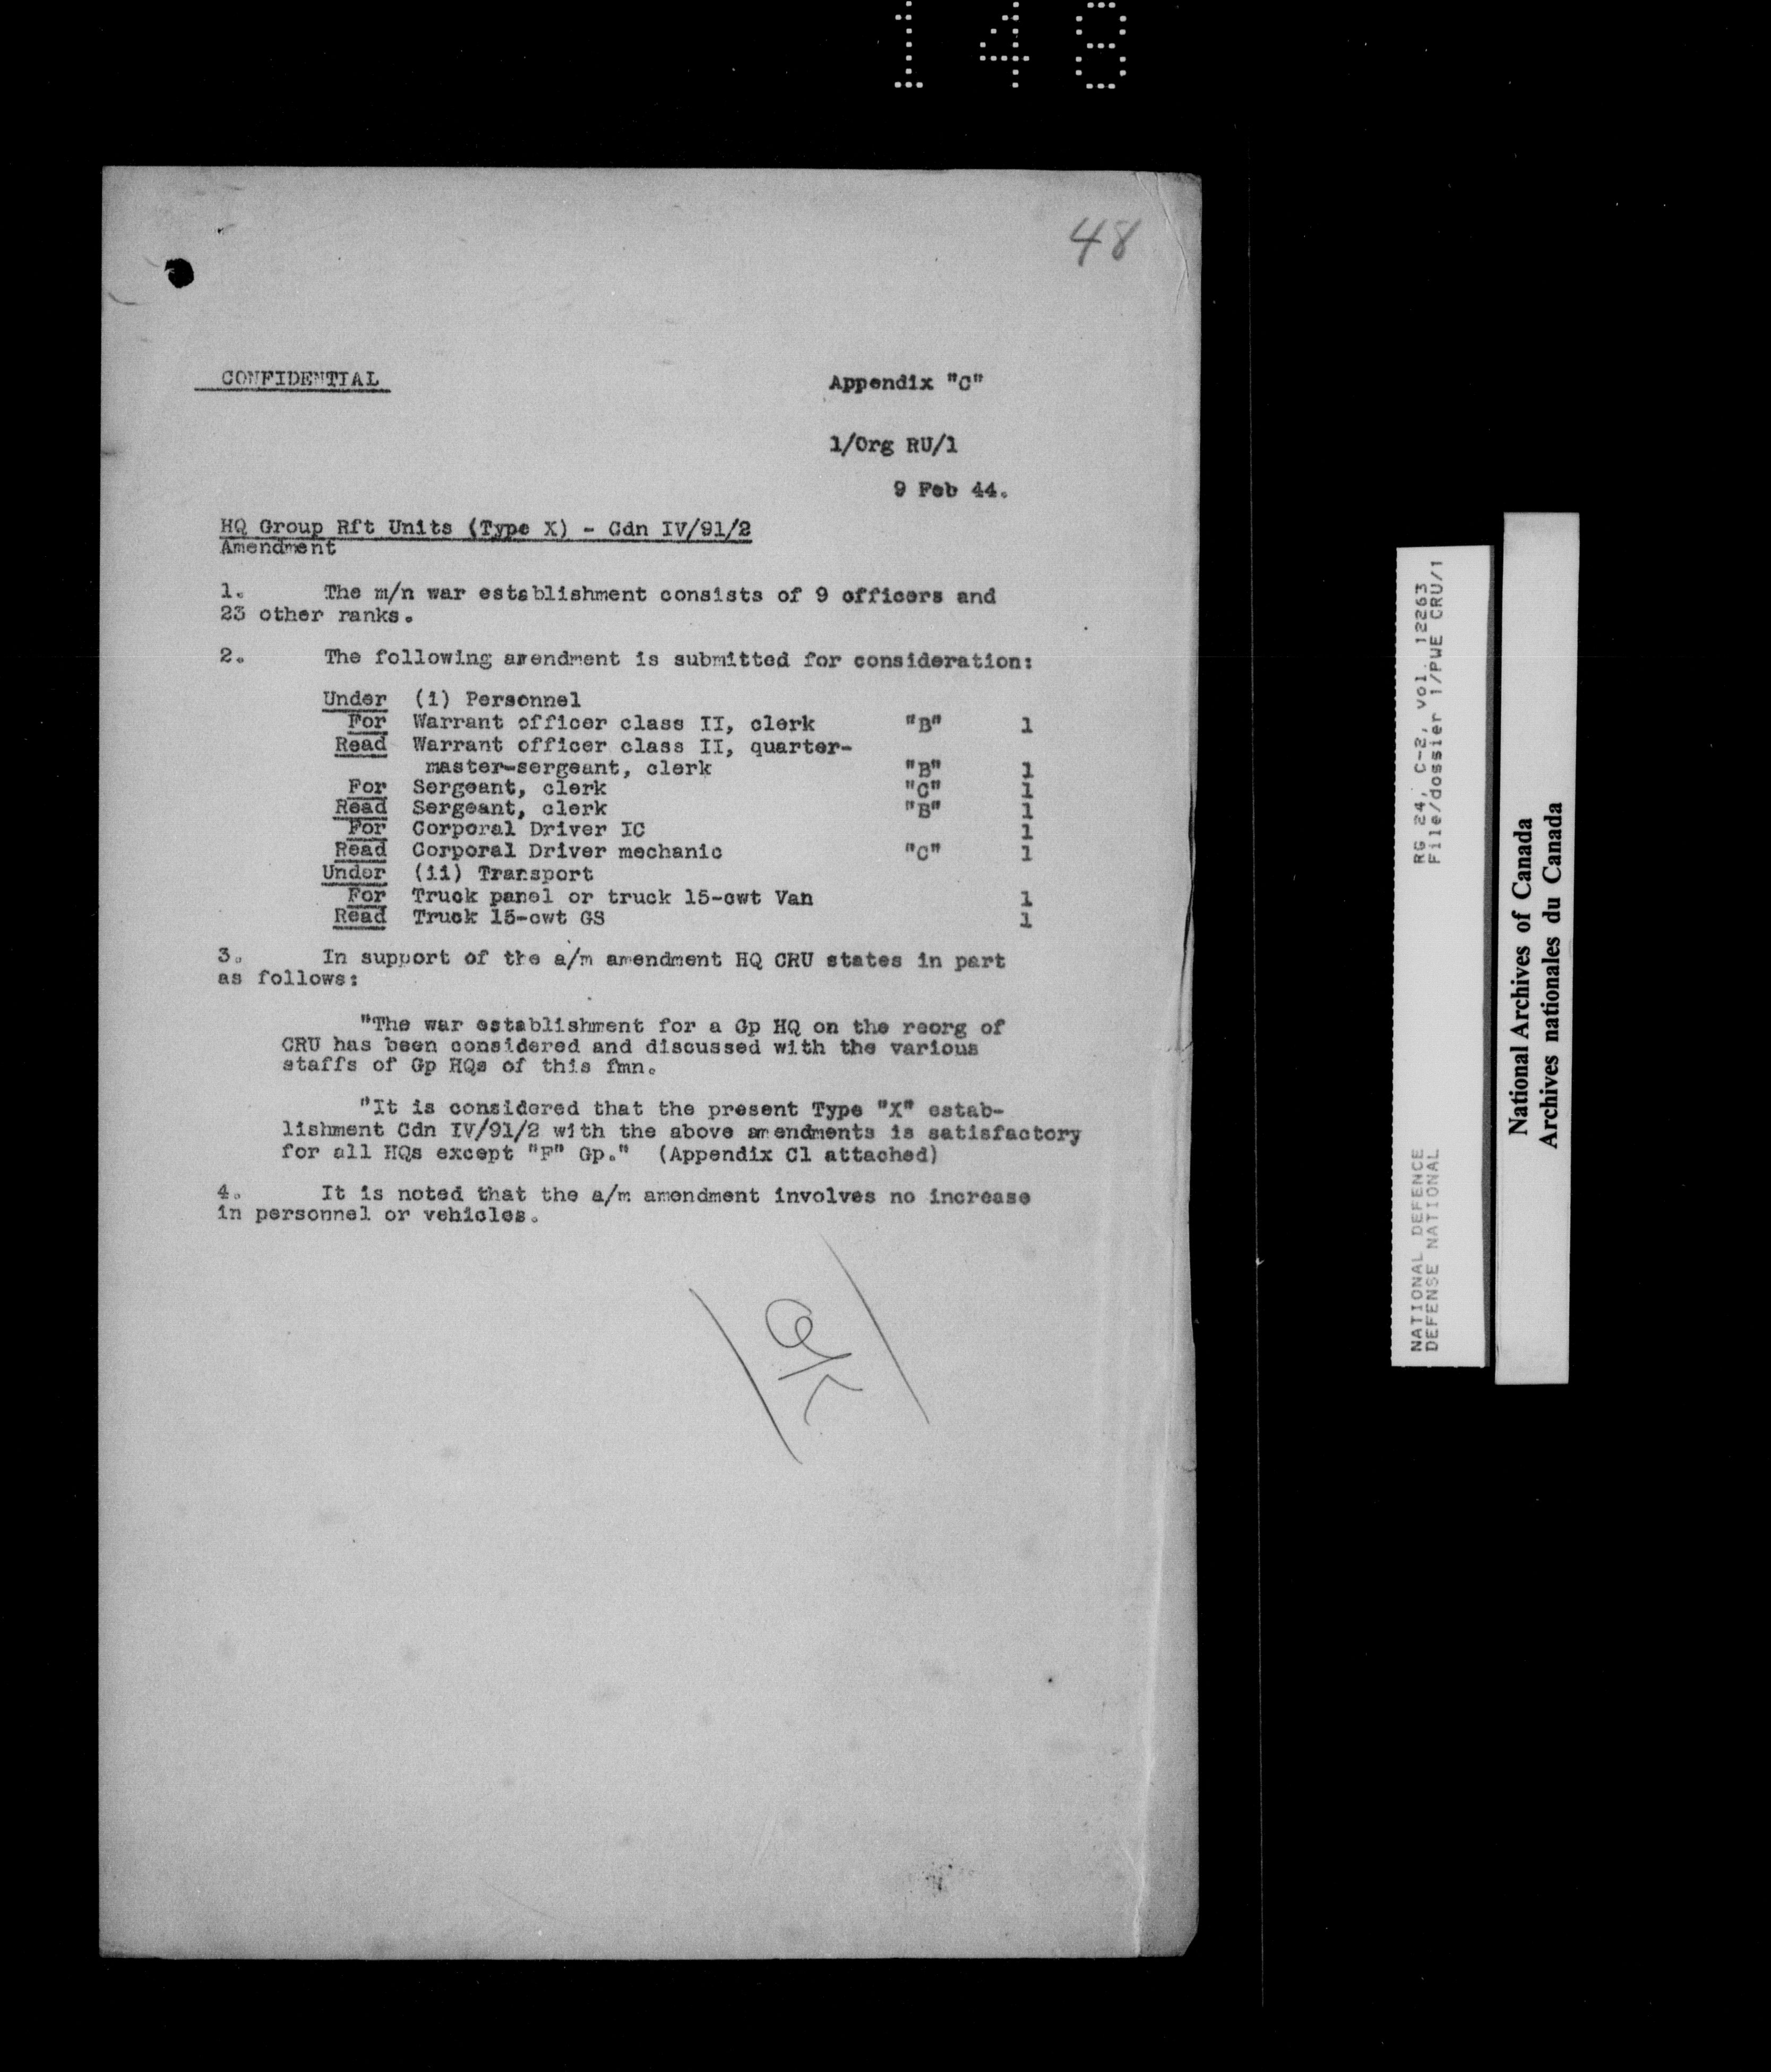 148
48
CONFIDENTIAL
Appendix "C"
1/Org RU/1
9 Feb 44.
HQ Group Rft Units (Type X) - Cdn IV/91/2
Amendment
1. The m/n war establishment consists of 9 officers and
23 other ranks.
2. The following amendment is submitted for consideration:
Under (i) Personnel
For Warrant officer class II, clerk "B" 1
Read Warrant officer class II, quarter-
master-sergeant, clerk "B" 1
For Sergeant, clerk "C" 1
Read Sergeant, clerk "B" 1
For Corporal Driver IC 1
Read Corporal Driver mechanic "C" 1
Under (ii) Transport
For Truck panel or truck 15-cwt Van 1
Read Truck 15-cwt GS 1
3. In support of the a/m amendment HQ CRU states in part
as follows:
"The war establishment for a Gp HQ on the reorg of
CRU has been considered and discussed with the various
staffs of Gp HQs of this fmn.
"It is considered that the present Type "X" estab-
lishment Cdn IV/91/2 with the above amendments is satisfactory
for all HQs except "F" Gp." (Appendix C1 attached)
4. It is noted that the a/m amendment involves no increase
in personnel or vehicles.
OK
RG 24, C-2, vol. 12263
File/dossier 1/PWE CRU/1
NATIONAL DEFENCE
DEFENSE NATIONAL
National Archives of Canada
Archives nationales du Canada